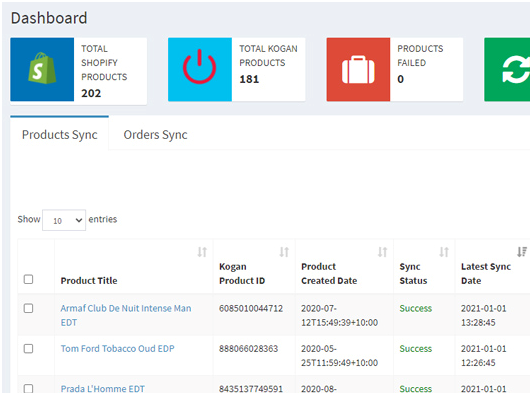 Dashboard
TOTAL
SHOPIFY
PRODUCTS
202
TOTAL KOGAN
PRODUCTS
181
PRODUCTS
FAILED
0
Products Sync
Orders Sync
Show 10 entries
Product Title
Kogan
Product ID
Product
Created Date
Sync
Status
Latest Sync
Date
Armaf Club De Nuit Intense Man
EDT
6085010044712
2020-07-
12T15:49:39+10:00
Success
2021-01-01
13:28:45
Tom Ford Tobacco Oud EDP
888066028363
2020-05-
25T11:59:49+10:00
Success
2021-01-01
12:26:45
Prada L'Homme EDT
8435137749591
2020-08-
Success
2021-01-01